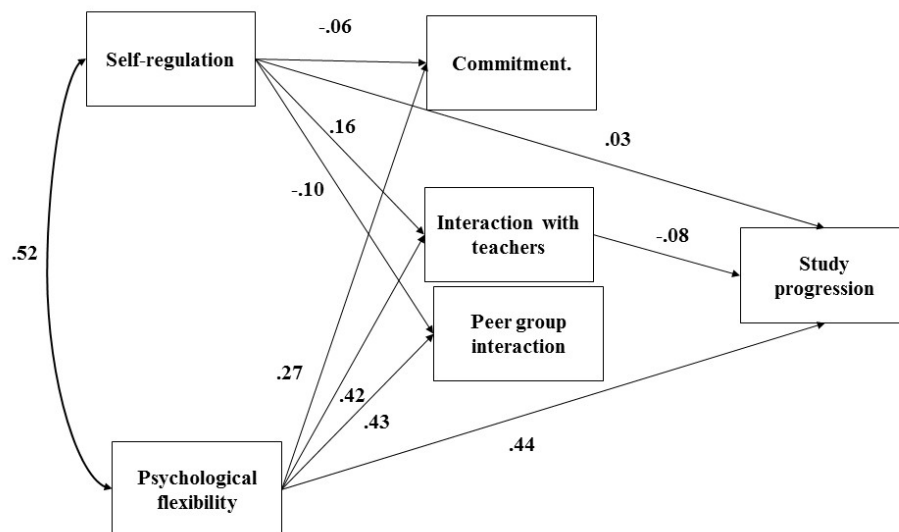 -.06
Self-regulation
Commitment.
.16
.03
-.10
Interaction with
teachers
-.08
.52
Study
progression
Peer group
interaction
.27
.42
.43
.44
Psychological
flexibility